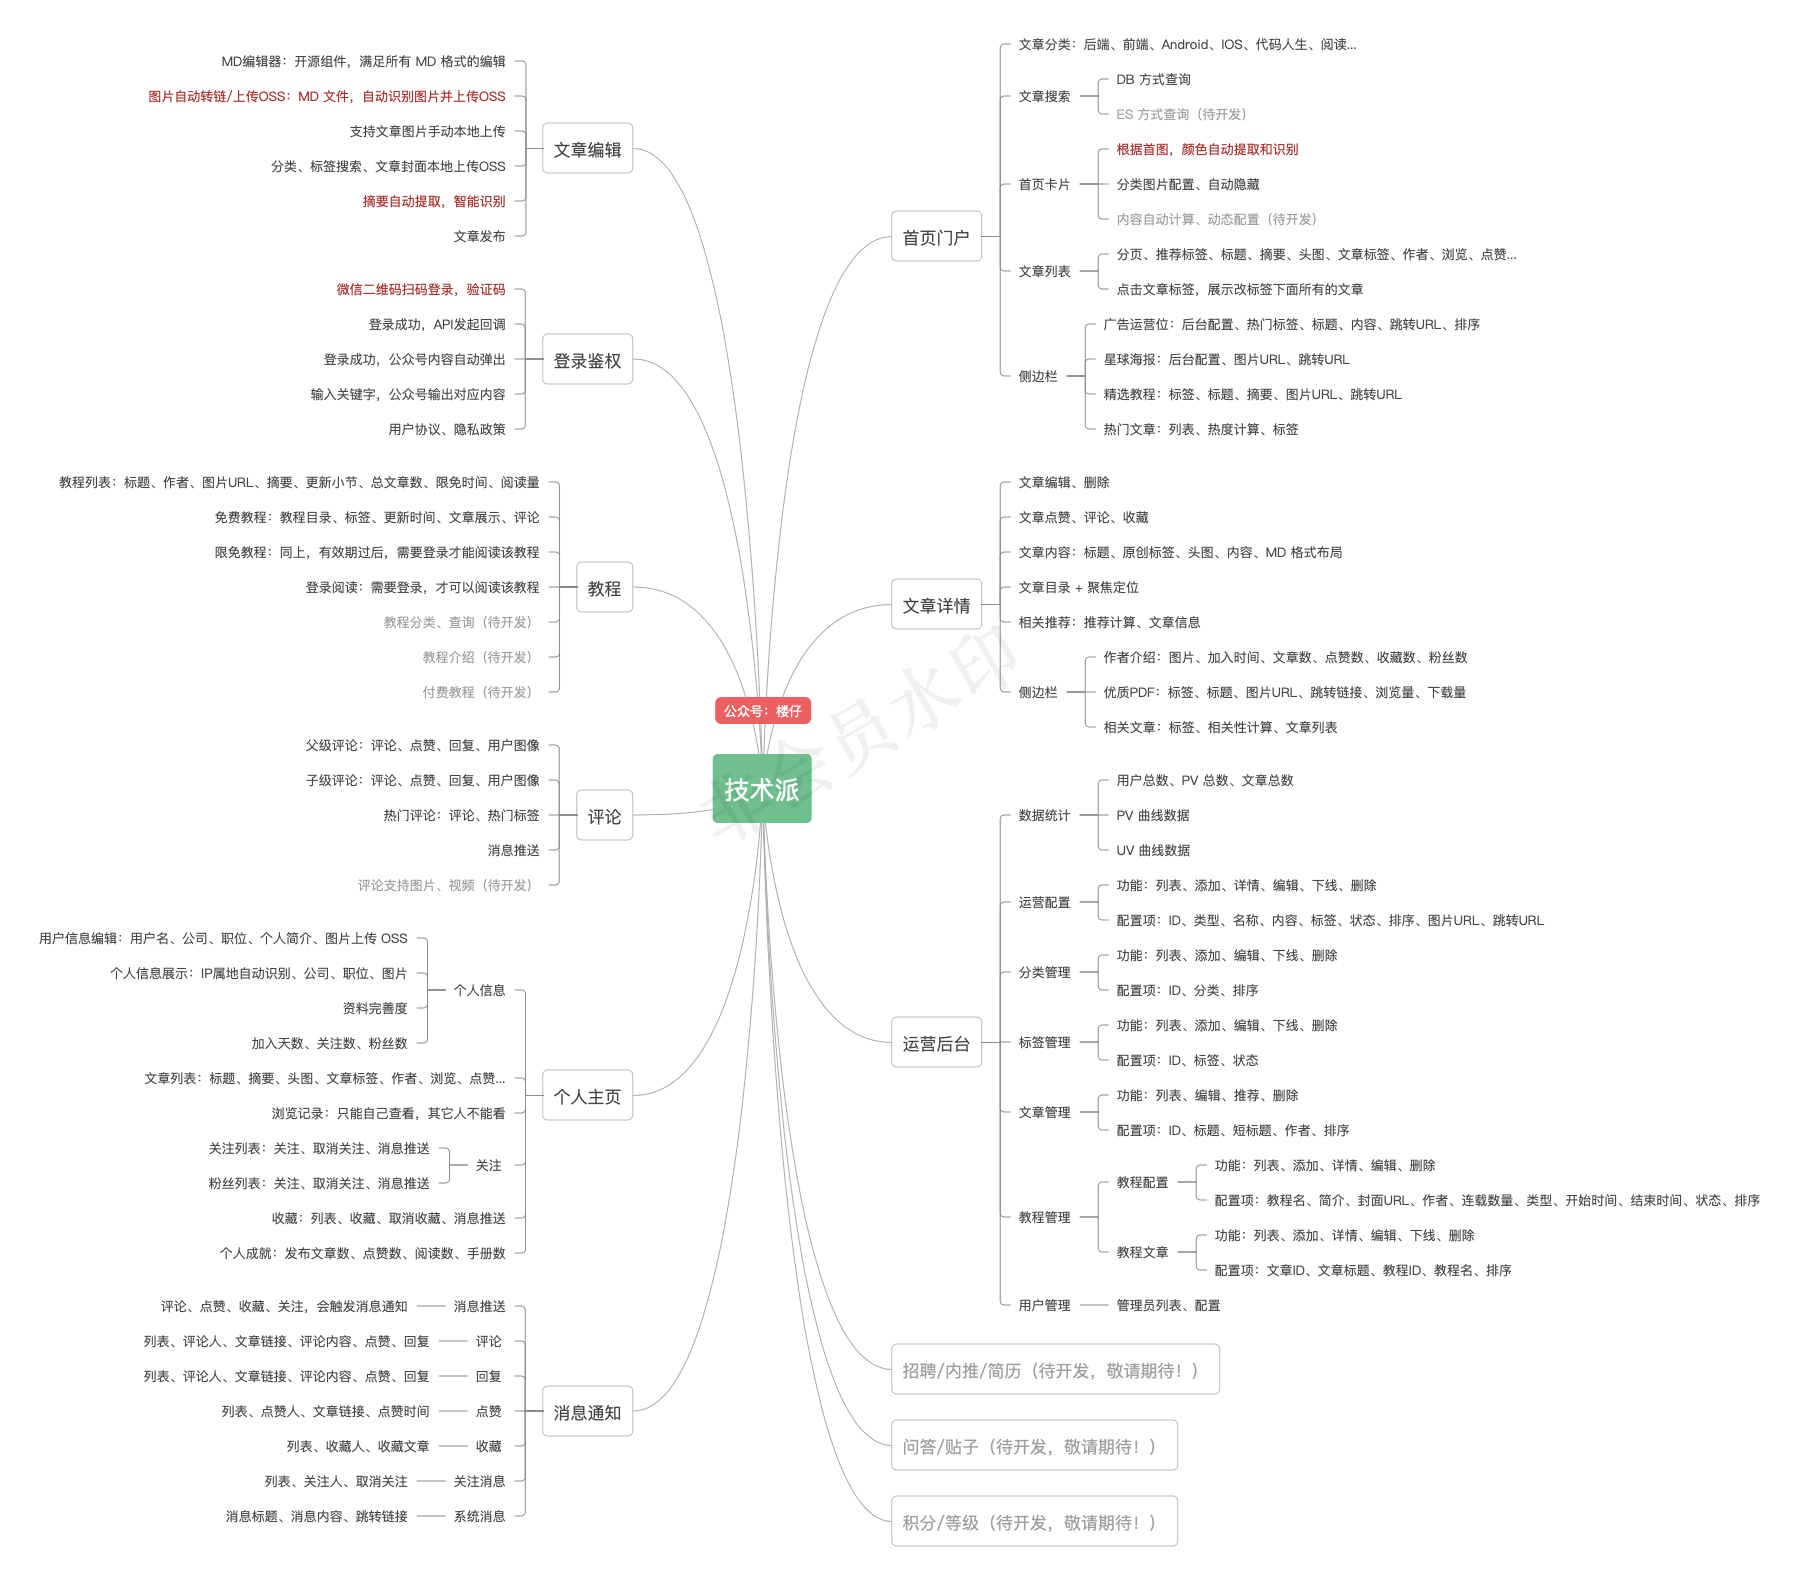 公众号：楼仔
技术派
文章编辑
MD编辑器：开源组件，满足所有 MD 格式的编辑
图片自动转链/上传OSS：MD 文件，自动识别图片并上传OSS
支持文章图片手动本地上传
分类、标签搜索、文章封面本地上传OSS
摘要自动提取，智能识别
文章发布
登录鉴权
微信二维码扫码登录，验证码
登录成功，API发起回调
登录成功，公众号内容自动弹出
输入关键字，公众号输出对应内容
用户协议、隐私政策
教程
教程列表：标题、作者、图片URL、摘要、更新小节、总文章数、限免时间、阅读量
免费教程：教程目录、标签、更新时间、文章展示、评论
限免教程：同上，有效期过后，需要登录才能阅读该教程
登录阅读：需要登录，才可以阅读该教程
教程分类、查询（待开发）
教程介绍（待开发）
付费教程（待开发）
评论
父级评论：评论、点赞、回复、用户图像
子级评论：评论、点赞、回复、用户图像
热门评论：评论、热门标签
消息推送
评论支持图片、视频（待开发）
个人主页
个人信息
用户信息编辑：用户名、公司、职位、个人简介、图片上传 OSS
个人信息展示：IP属地自动识别、公司、职位、图片
资料完善度
加入天数、关注数、粉丝数
文章列表：标题、摘要、头图、文章标签、作者、浏览、点赞...
浏览记录：只能自己查看，其它人不能看
关注
关注列表：关注、取消关注、消息推送
粉丝列表：关注、取消关注、消息推送
收藏：列表、收藏、取消收藏、消息推送
个人成就：发布文章数、点赞数、阅读数、手册数
消息通知
消息推送
评论、点赞、收藏、关注，会触发消息通知
评论
列表、评论人、文章链接、评论内容、点赞、回复
回复
列表、评论人、文章链接、评论内容、点赞、回复
点赞
列表、点赞人、文章链接、点赞时间
收藏
列表、收藏人、收藏文章
关注消息
列表、关注人、取消关注
系统消息
消息标题、消息内容、跳转链接
首页门户
文章分类：后端、前端、Android、IOS、代码人生、阅读...
文章搜索
DB 方式查询
ES 方式查询（待开发）
首页卡片
根据首图，颜色自动提取和识别
分类图片配置、自动隐藏
内容自动计算、动态配置（待开发）
文章列表
分页、推荐标签、标题、摘要、头图、文章标签、作者、浏览、点赞...
点击文章标签，展示改标签下面所有的文章
侧边栏
广告运营位：后台配置、热门标签、标题、内容、跳转URL、排序
星球海报：后台配置、图片URL、跳转URL
精选教程：标签、标题、摘要、图片URL、跳转URL
热门文章：列表、热度计算、标签
文章详情
文章编辑、删除
文章点赞、评论、收藏
文章内容：标题、原创标签、头图、内容、MD 格式布局
文章目录 + 聚焦定位
相关推荐：推荐计算、文章信息
侧边栏
作者介绍：图片、加入时间、文章数、点赞数、收藏数、粉丝数
优质PDF：标签、标题、图片URL、跳转链接、浏览量、下载量
相关文章：标签、相关性计算、文章列表
运营后台
数据统计
用户总数、PV 总数、文章总数
PV 曲线数据
UV 曲线数据
运营配置
功能：列表、添加、详情、编辑、下线、删除
配置项：ID、类型、名称、内容、标签、状态、排序、图片URL、跳转URL
分类管理
功能：列表、添加、编辑、下线、删除
配置项：ID、分类、排序
标签管理
功能：列表、添加、编辑、下线、删除
配置项：ID、标签、状态
文章管理
功能：列表、编辑、推荐、删除
配置项：ID、标题、短标题、作者、排序
教程管理
教程配置
功能：列表、添加、详情、编辑、删除
配置项：教程名、简介、封面URL、作者、连载数量、类型、开始时间、结束时间、状态、排序
教程文章
功能：列表、添加、详情、编辑、下线、删除
配置项：文章ID、文章标题、教程ID、教程名、排序
用户管理
管理员列表、配置
招聘/内推/简历（待开发，敬请期待！）
问答/贴子（待开发，敬请期待！）
积分/等级（待开发，敬请期待！）
非会员水印